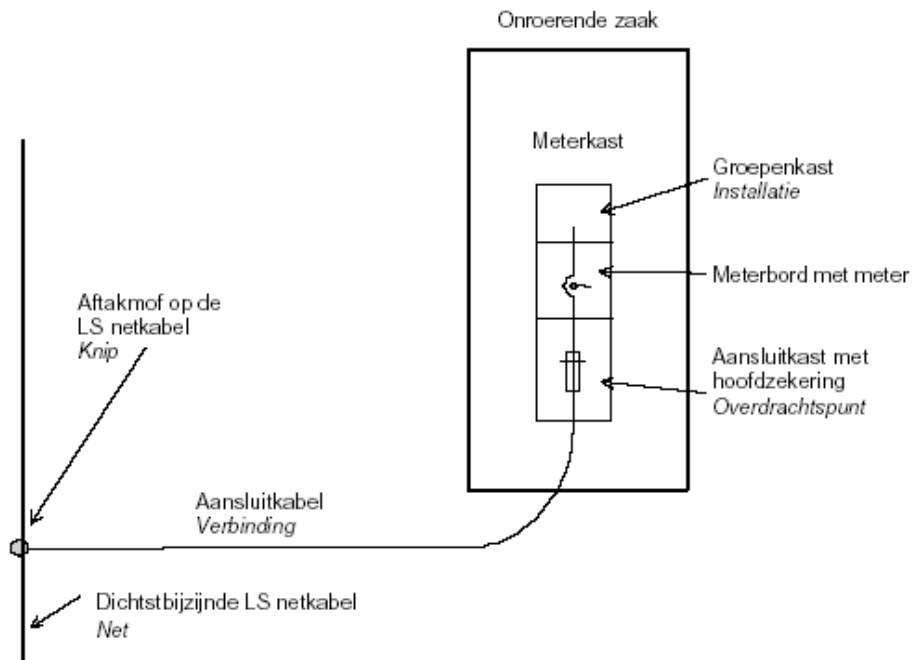 Onroerende zaak
Meterkast
Groepenkast
Installatie
Meterbord met meter
Aftakmof op de
LS netkabel
Knip
Aansluitkast met
hoofdzekering
Overdrachtspunt
Aansluitkabel
Verbinding
Dichtstbijzijnde LS netkabel
Net